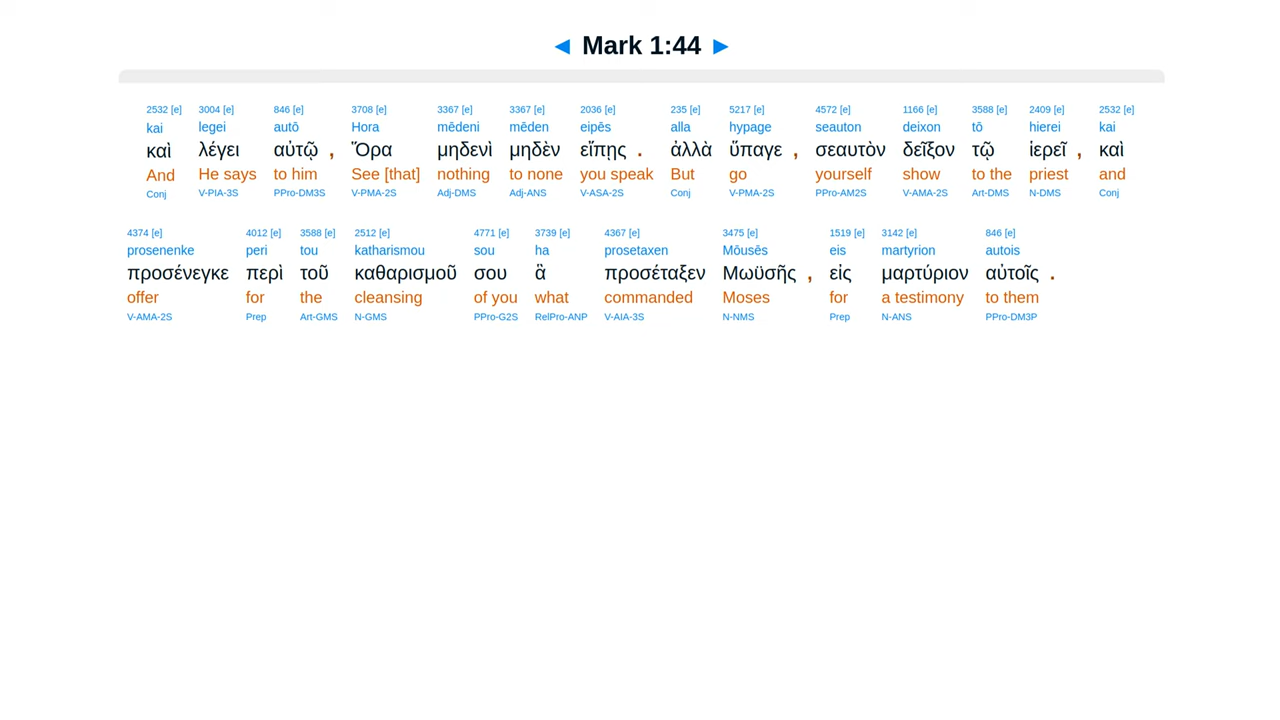 ◄ Mark 1:44 ►
2532 [e] 3004 [e] 846 [e] 3708 [e] 3367 [e] 3367 [e] 2036 [e] 235 [e] 5217 [e] 4572 [e] 1166 [e] 3588 [e] 2409 [e] 2532 [e]
kai legei autō Hora mēdeni mēden eipēs alla hypage seauton deixon tō hierei kai
καὶ λέγει αὐτῷ , Ὅρα μηδενὶ μηδὲν εἴπῃς . ἀλλὰ ὕπαγε , σεαυτὸν δεῖξον τῷ ἱερεῖ , καὶ
And He says to him See [that] nothing to none you speak But go yourself show to the priest and
Conj V-PIA-3S PPro-DM3S V-PMA-2S Adj-DMS Adj-ANS V-ASA-2S Conj V-PMA-2S PPro-AM2S V-AMA-2S Art-DMS N-DMS Conj
4374 [e] 4012 [e] 3588 [e] 2512 [e] 4771 [e] 3739 [e] 4367 [e] 3475 [e] 1519 [e] 3142 [e] 846 [e]
prosenenke peri tou katharismou sou ha prosetaxen Mōusēs eis martyrion autois
προσένεγκε περὶ τοῦ καθαρισμοῦ σου ἃ προσέταξεν Μωϋσῆς , εἰς μαρτύριον αὐτοῖς .
offer for the cleansing of you what commanded Moses for a testimony to them
V-AMA-2S Prep Art-GMS N-GMS PPro-G2S RelPro-ANP V-AIA-3S N-NMS Prep N-ANS PPro-DM3P